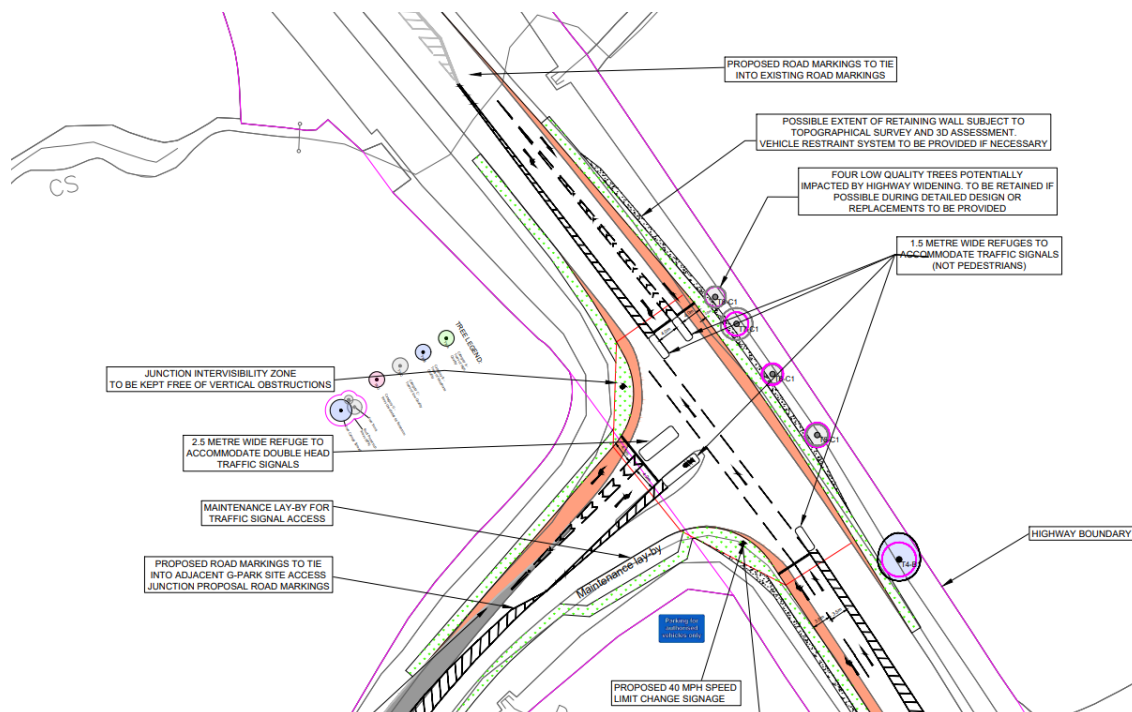 PROPOSED ROAD MARKINGS TO TIE
INTO EXISTING ROAD MARKINGS
POSSIBLE EXTENT OF RETAINING WALL SUBJECT TO
TOPOGRAPHICAL SURVEY AND 3D ASSESSMENT.
VEHICLE RESTRAINT SYSTEM TO BE PROVIDED IF NECESSARY
FOUR LOW QUALITY TREES POTENTIALLY
IMPACTED BY HIGHWAY WIDENING. TO BE RETAINED IF
POSSIBLE DURING DETAILED DESIGN OR
REPLACEMENTS TO BE PROVIDED
CS
1.5 METRE WIDE REFUGES TO
ACCOMMODATE TRAFFIC SIGNALS
(NOT PEDESTRIANS)
TREE LEGEND:
JUNCTION INTERVISIBILITY ZONE
TO BE KEPT FREE OF VERTICAL OBSTRUCTIONS
2.5 METRE WIDE REFUGE TO
ACCOMMODATE DOUBLE HEAD
TRAFFIC SIGNALS
MAINTENANCE LAY-BY FOR
TRAFFIC SIGNAL ACCESS
HIGHWAY BOUNDARY
PROPOSED ROAD MARKINGS TO TIE
INTO ADJACENT G-PARK SITE ACCESS
JUNCTION PROPOSAL ROAD MARKINGS
Maintenance lay-by
Parking for
authorised
vehicles only
PROPOSED 40 MPH SPEED
LIMIT CHANGE SIGNAGE